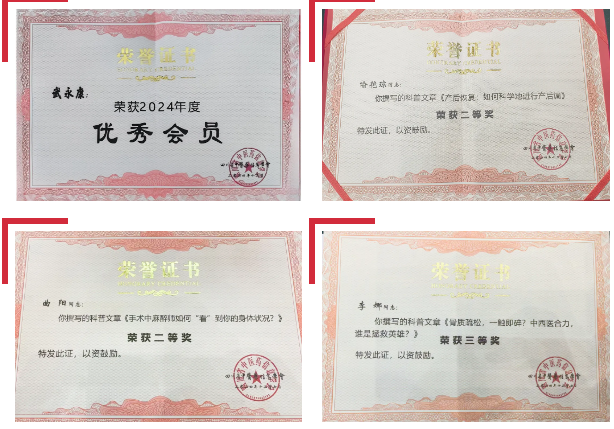 荣誉证书
武永康：
荣获2024年度
优秀会员
荣誉证书
同志：
你撰写的科普文章《产后恢复：如何科学地进行产后康》
荣获二等奖
特发此证，以资鼓励。
荣誉证书
曲 阳同志：
你撰写的科普文章《手术中麻醉师如何“看”到你的身体状况？》
荣获二等奖
特发此证，以资鼓励。
荣誉证书
李 娜同志：
你撰写的科普文章《骨质疏松，一触即碎？中西医合力，
谁是拯救英雄？》
荣获三等奖
特发此证，以资鼓励。